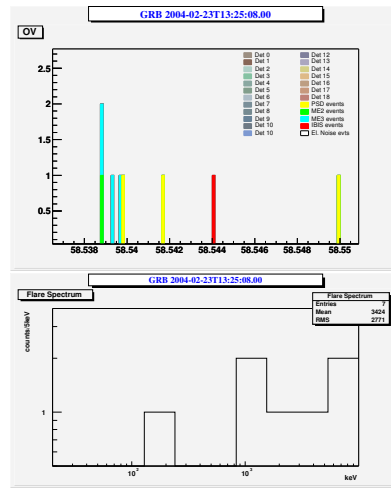 GRB 2004-02-23T13:25:08.00
OV
Det 0 Det 12
Det 1 Det 13
Det 2 Det 14
Det 3 Det 15
Det 4 Det 16
Det 5 Det 17
Det 6 Det 18
Det 7 PSD events
Det 8 ME2 events
Det 9 ME3 events
Det 10 IBIS events
Det 10 El. Noise evts
2.5
2
1.5
1
0.5
58.538 58.54 58.542 58.544 58.546 58.548 58.55
GRB 2004-02-23T13:25:08.00
Flare Spectrum
Flare Spectrum
Entries 7
Mean 3424
RMS 2771
counts/5keV
1
keV